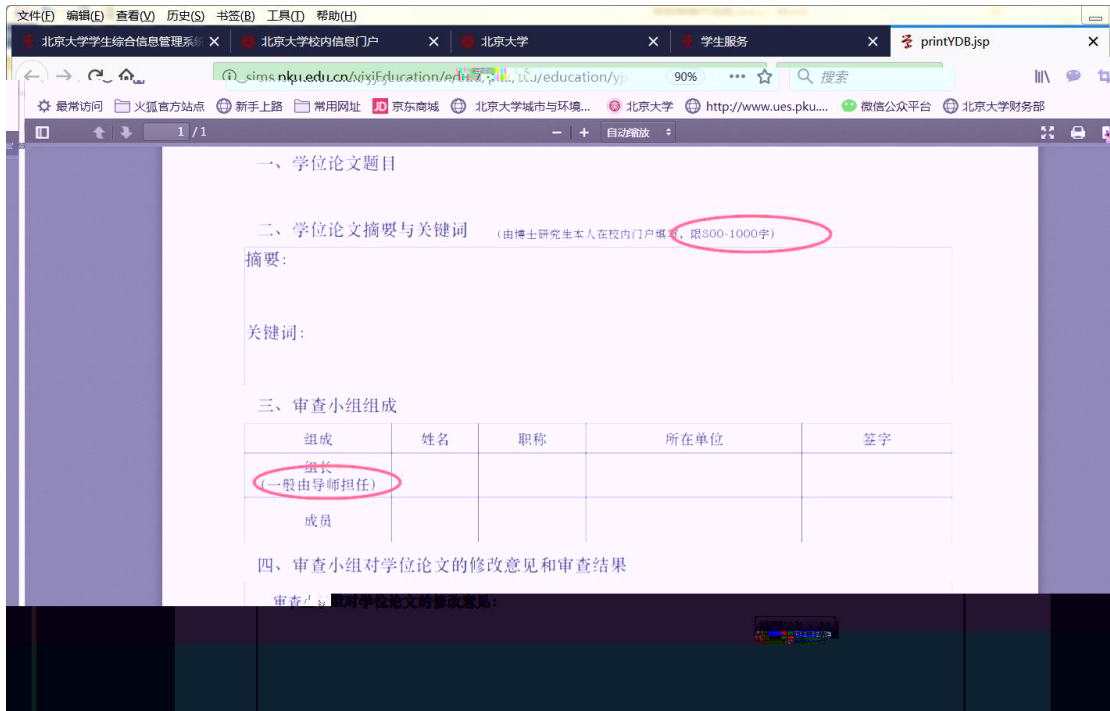 文件(F) 编辑(E) 查看(V) 历史(S) 书签(B) 工具(T) 帮助(H)
北京大学学生综合信息管理系统 北京大学校内信息门户 北京大学 学生服务 printYDB.jsp
90% 搜索
最常访问 火狐官方站点 新手上路 常用网址 JD 京东商城 北京大学城市与环境... 北京大学 http://www.ues.pku.... 微信公众平台 北京大学财务部
1 / 1 自动缩放
一、学位论文题目
二、学位论文摘要与关键词 (由博士研究生本人在校内门户填写，限800-1000字)
摘要：
关键词：
三、审查小组组成
组成 姓名 职称 所在单位 签字
组长
(一般由导师担任)
成员
四、审查小组对学位论文的修改意见和审查结果
审查小组对学位论文的修改意见：